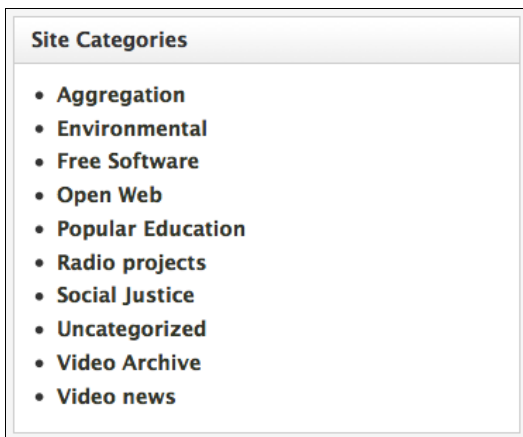 Site Categories
Aggregation
Environmental
Free Software
Open Web
Popular Education
Radio projects
Social Justice
Uncategorized
Video Archive
Video news